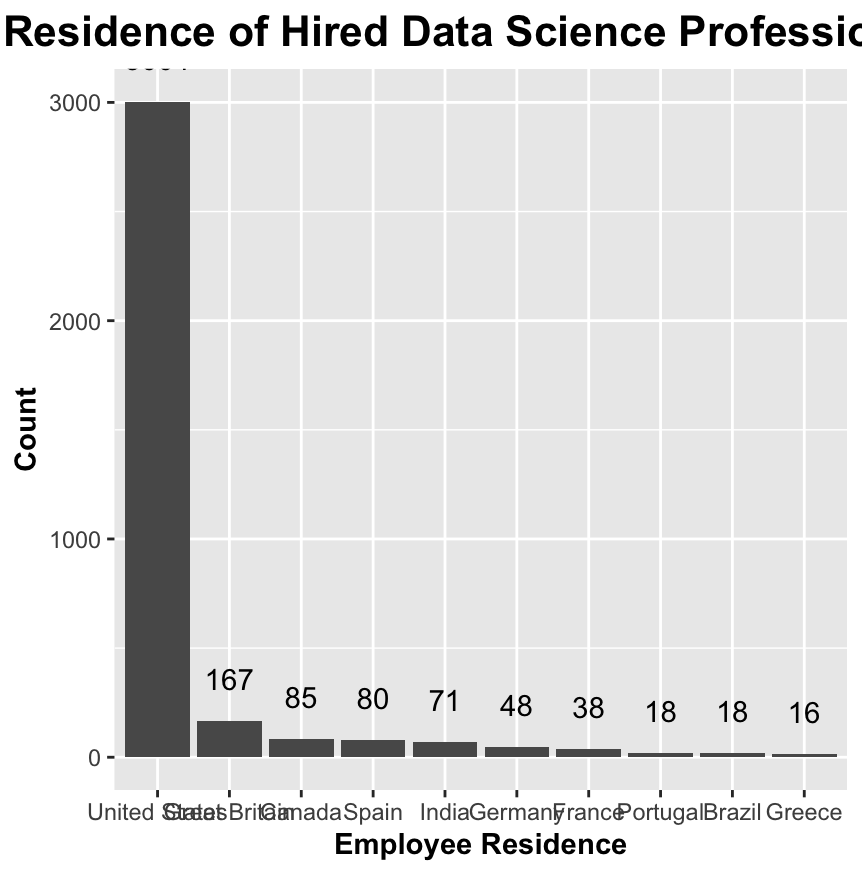 Residence of Hired Data Science
3000
2000
1000
0
Count
167
85
80
71
48
38
18
18
16
United States
Great Britain
Canada
Spain
India
Germany
France
Portugal
Brazil
Greece
Employee Residence